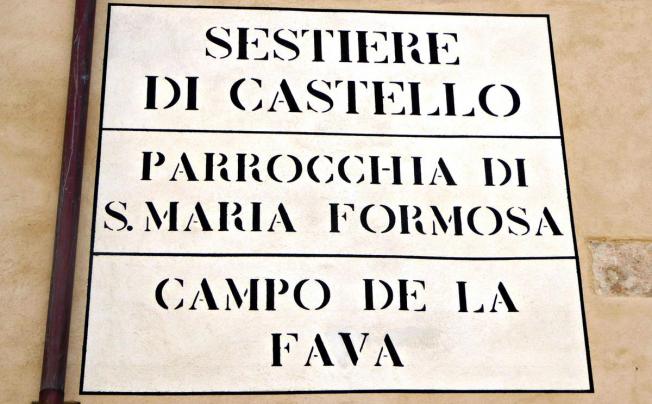 SESTIERE
DI CASTELLO
PARROCCHIA DI
S. MARIA FORMOSA
CAMPO DE LA
FAVA